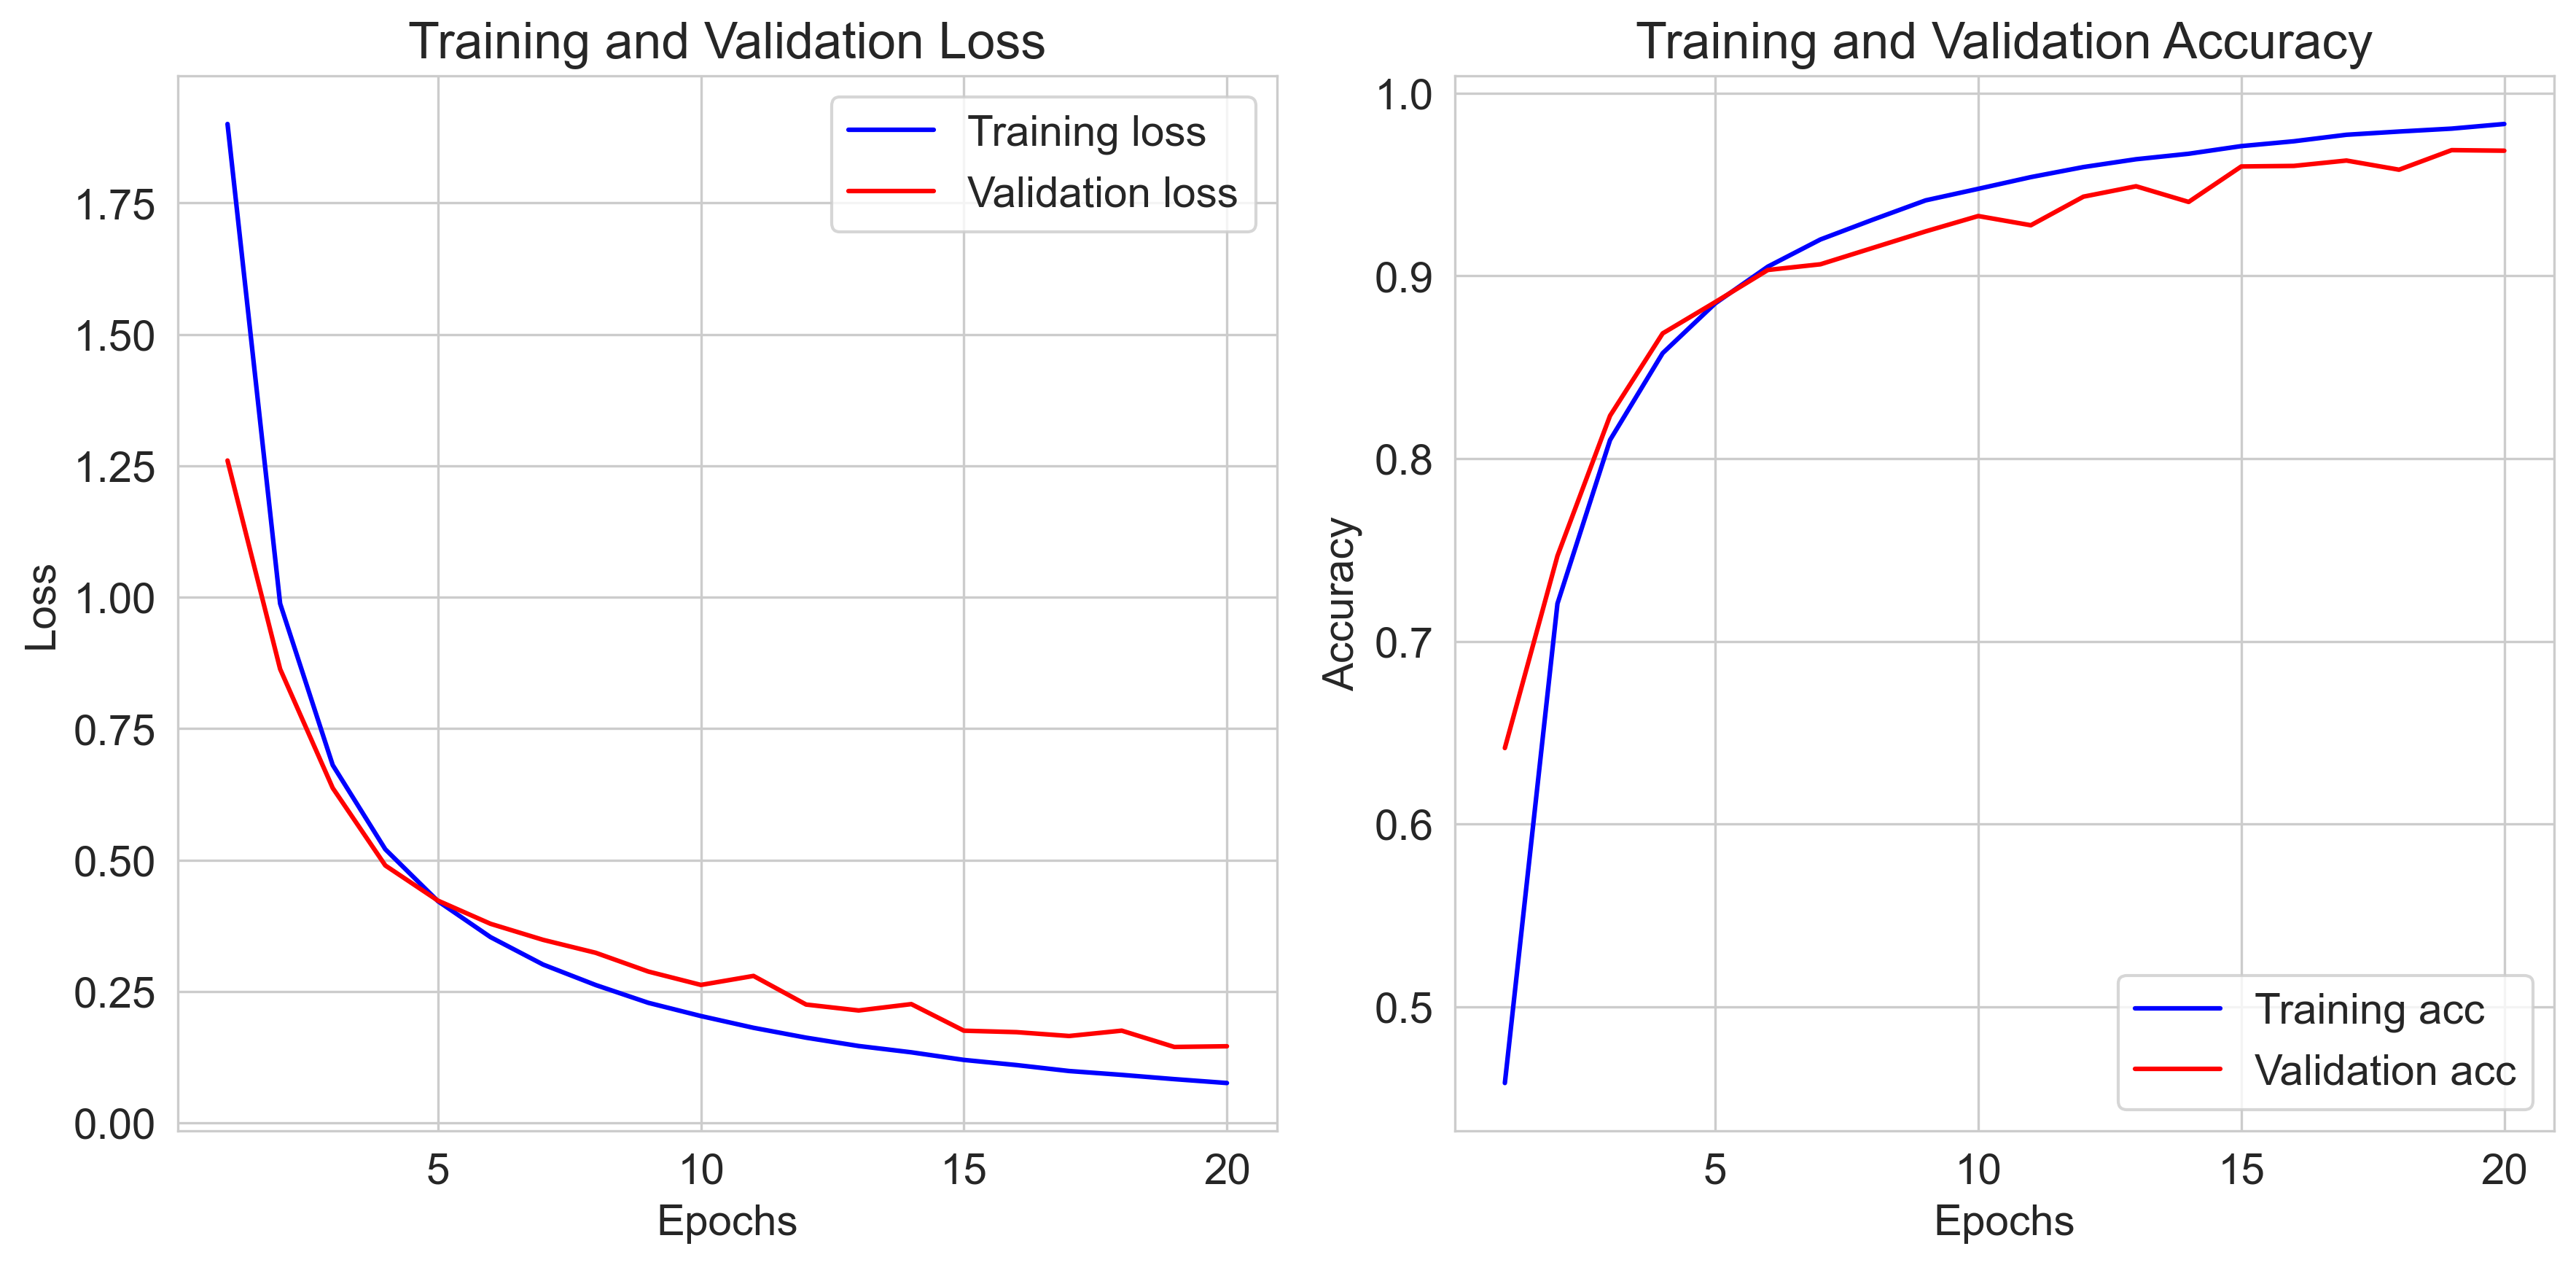 Training and Validation Loss
Training loss
Validation loss
1.75
1.50
1.25
1.00
0.75
0.50
0.25
0.00
Loss
5 10 15 20
Epochs
Training and Validation Accuracy
1.0
0.9
0.8
0.7
0.6
0.5
Accuracy
Training acc
Validation acc
5 10 15 20
Epochs